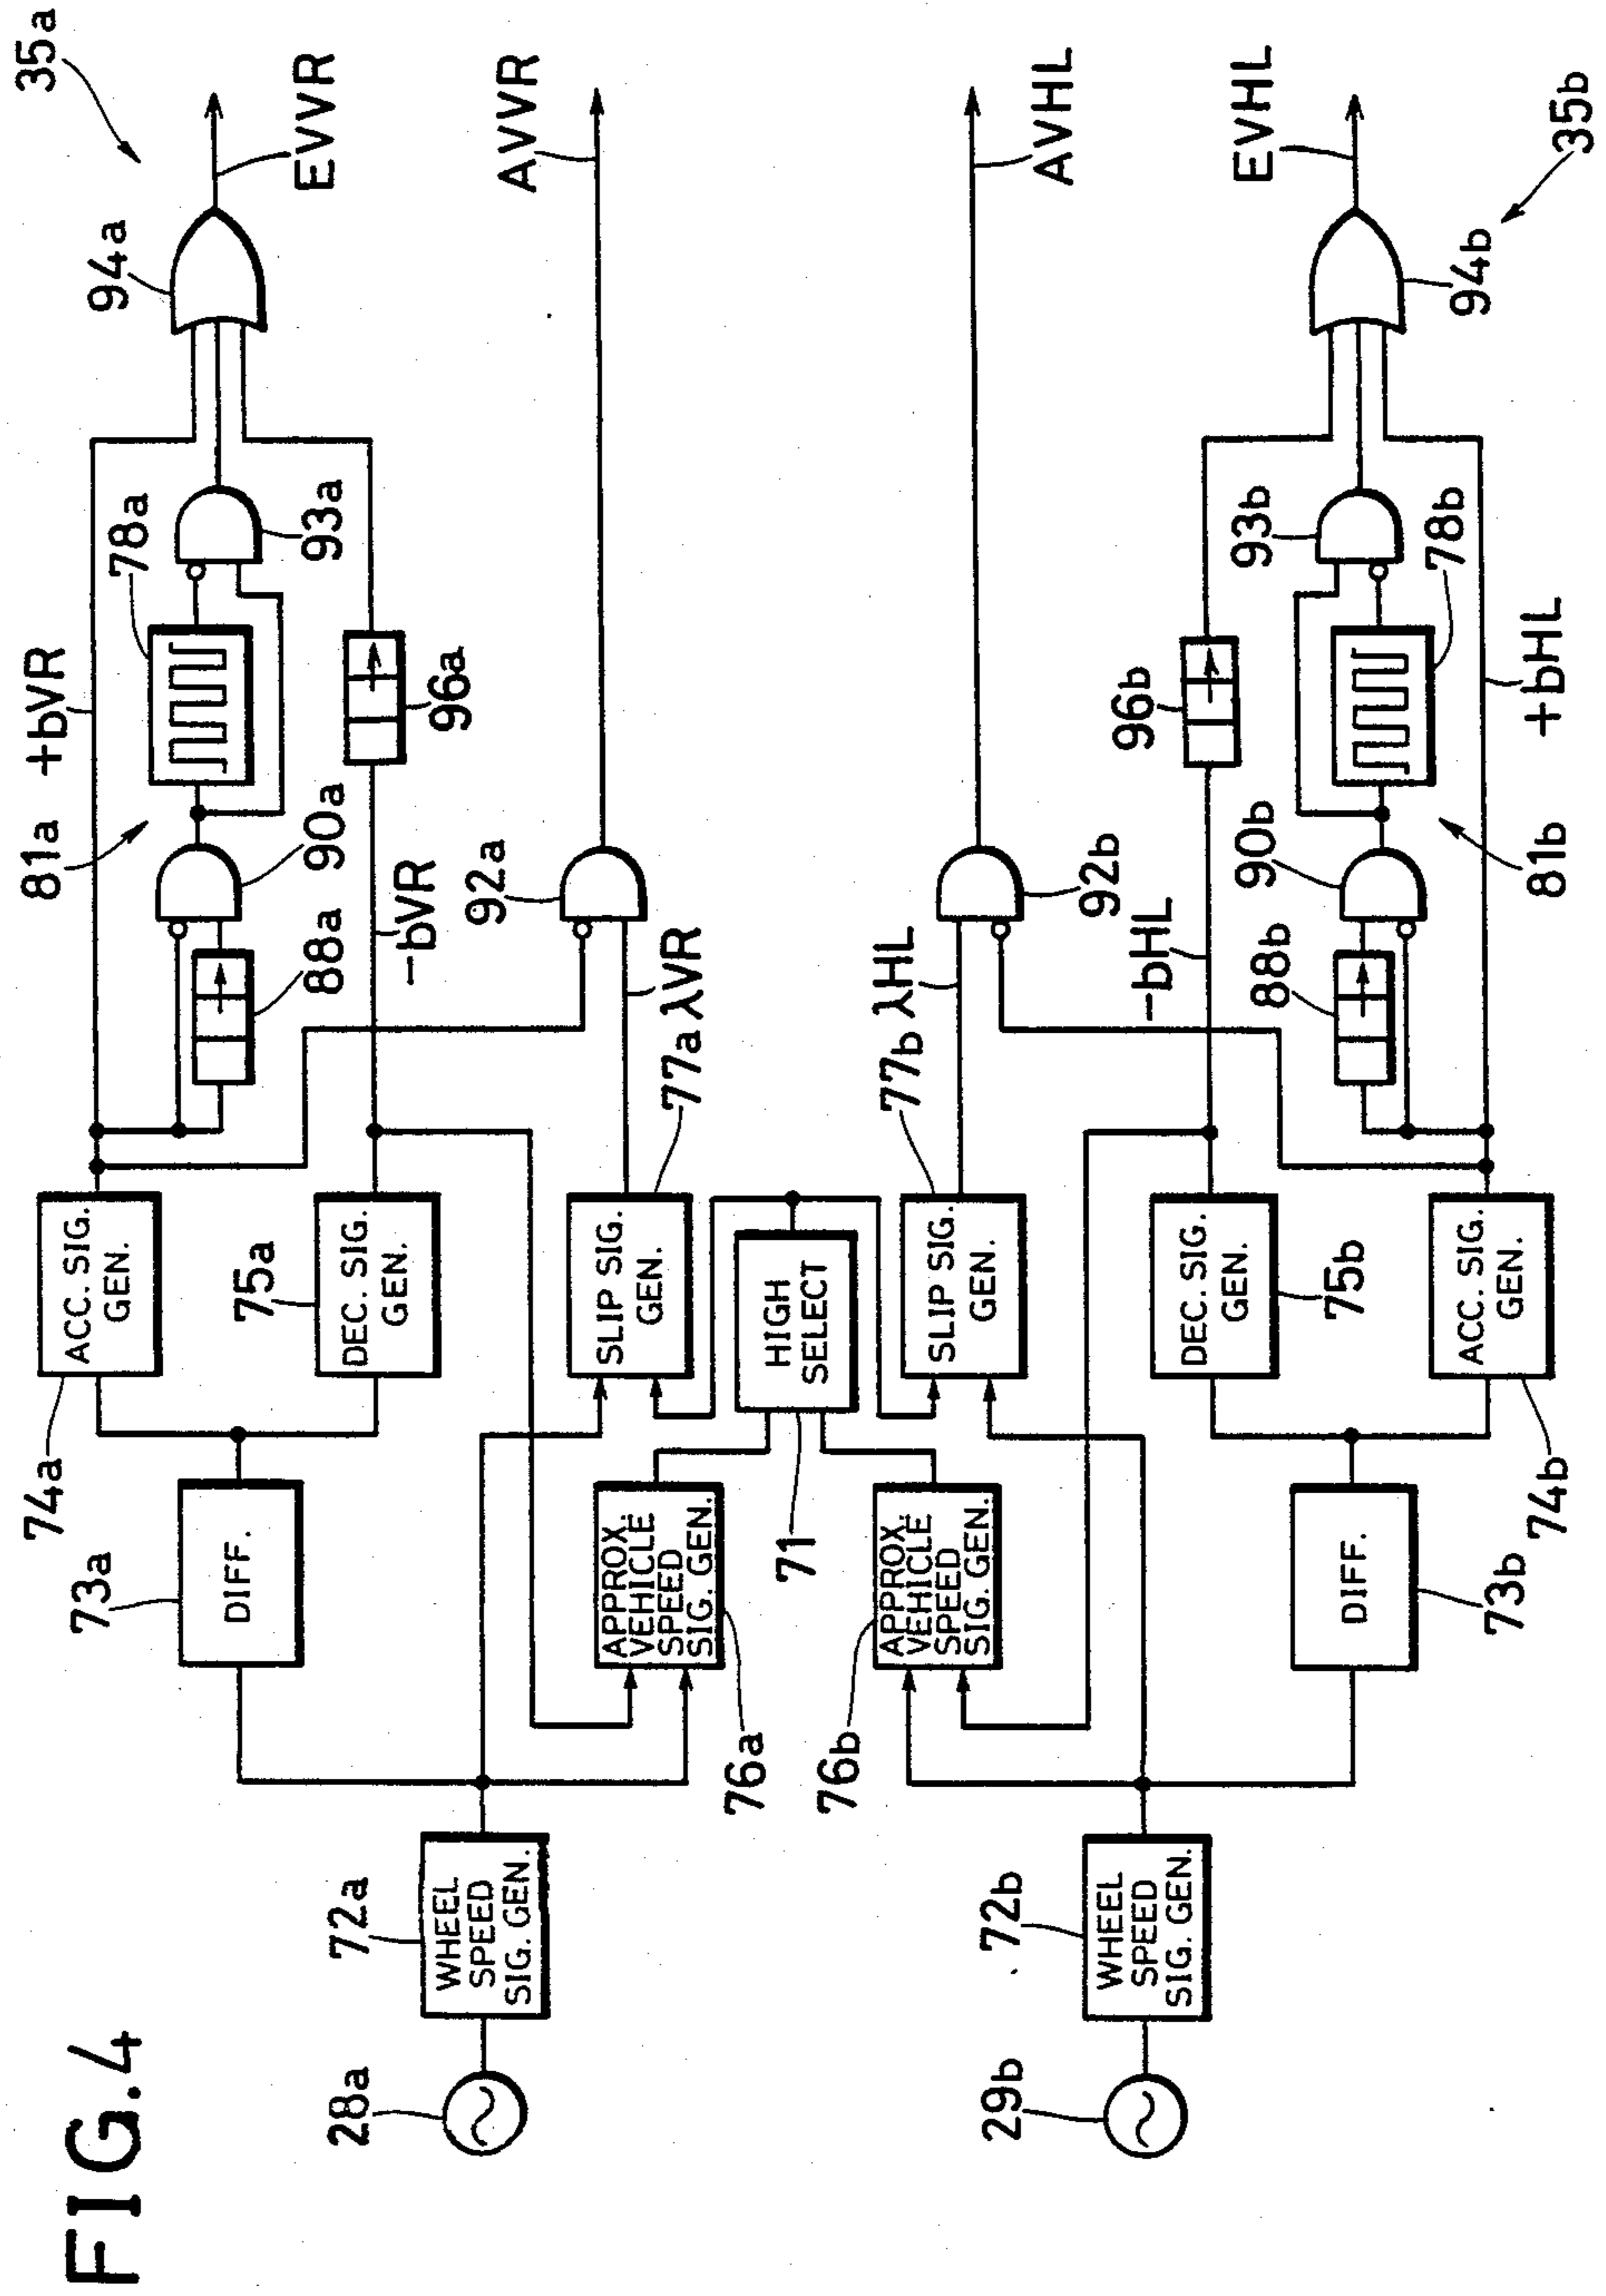 FIG.4
28a
72a
WHEEL
SPEED
SIG. GEN.
73a
DIFF.
74a
ACC. SIG.
GEN.
75a
DEC. SIG.
GEN.
76a
APPROX.
VEHICLE
SPEED
SIG. GEN.
77a
SLIP SIG.
GEN.
71
HIGH
SELECT
+bVR
-bVR
λVR
81a
88a
90a
78a
93a
96a
92a
94a
35a
EVVR
AVVR
29b
72b
WHEEL
SPEED
SIG. GEN.
76b
APPROX.
VEHICLE
SPEED
SIG. GEN.
77b
SLIP SIG
GEN.
73b
DIFF.
75b
DEC. SIG.
GEN.
74b
ACC. SIG.
GEN.
λHL
-bHL
+bHL
92b
88b
90b
81b
96b
78b
93b
94b
35b
AVHL
EVHL